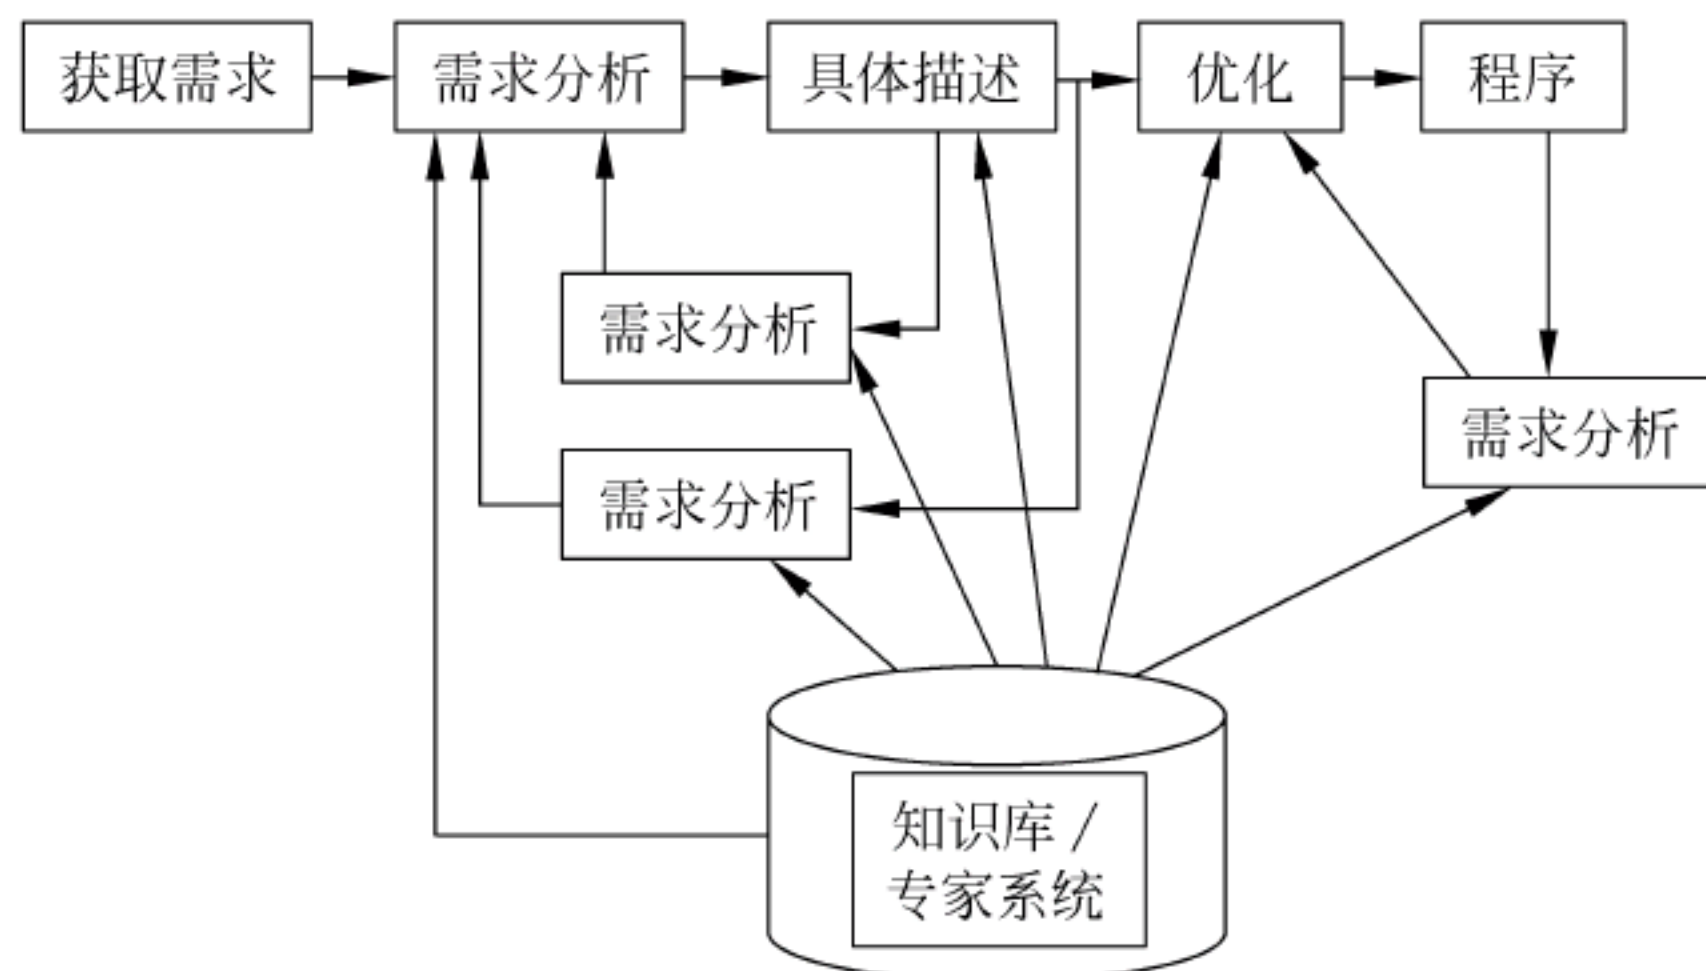 获取需求
需求分析
具体描述
优化
程序
需求分析
需求分析
需求分析
知识库/
专家系统